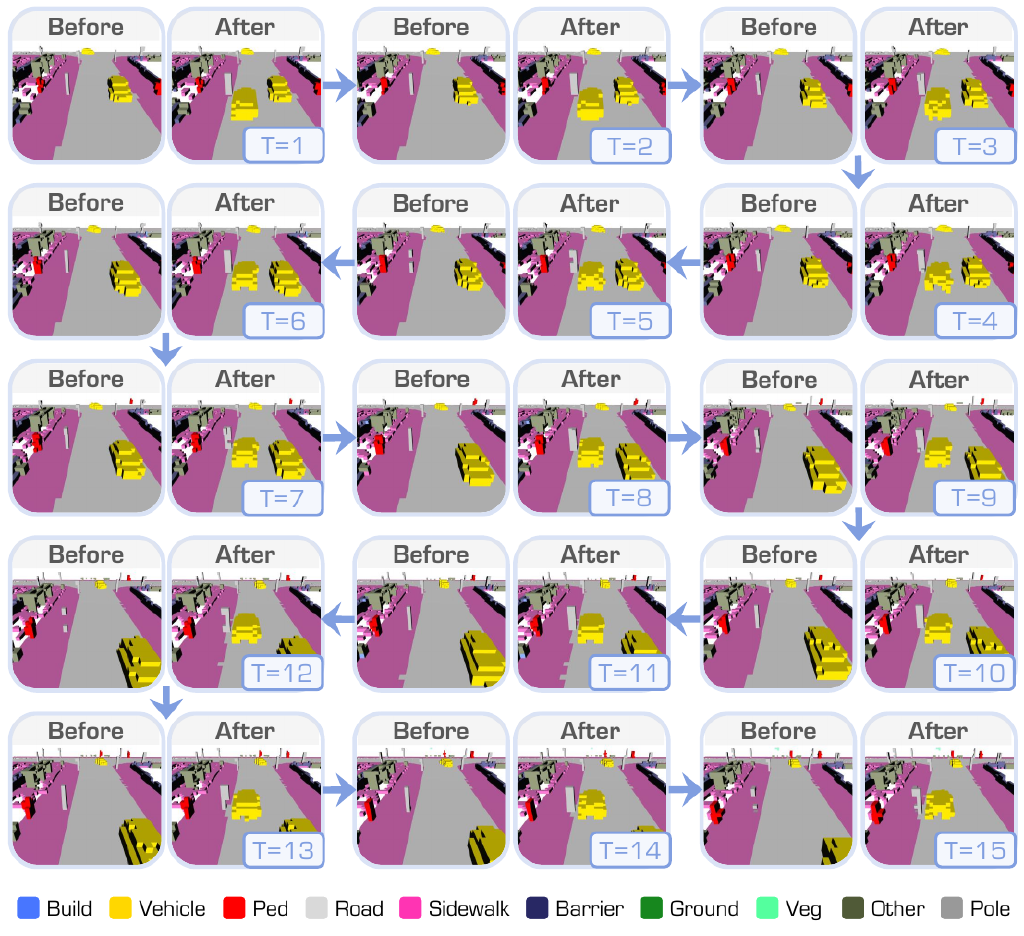 Before After Before After Before After
T=1 T=2 T=3
Before After Before After Before After
T=6 T=5 T=4
Before After Before After Before After
T=7 T=8 T=9
Before After Before After Before After
T=12 T=11 T=10
Before After Before After Before After
T=13 T=14 T=15
Build Vehicle Ped Road Sidewalk Barrier Ground Veg Other Pole